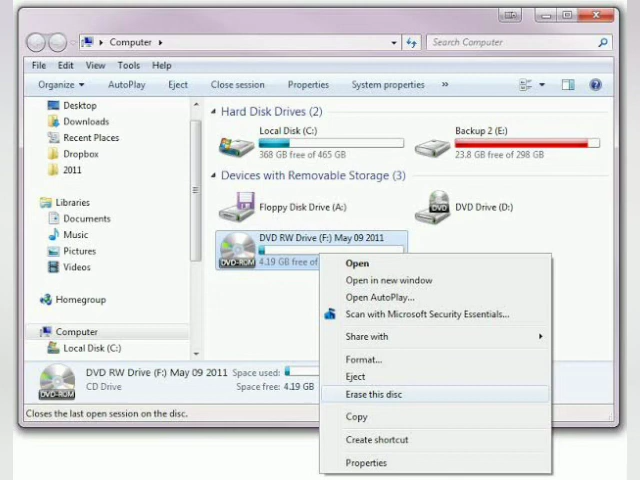 Computer
Search Computer
File Edit View Tools Help
Organize AutoPlay Eject Close session Properties System properties »
Desktop
Downloads
Recent Places
Dropbox
2011
Libraries
Documents
Music
Pictures
Videos
Homegroup
Computer
Local Disk (C:)
Hard Disk Drives (2)
Local Disk (C:)
368 GB free of 465 GB
Backup 2 (E:)
23.8 GB free of 298 GB
Devices with Removable Storage (3)
Floppy Disk Drive (A:)
DVD
DVD Drive (D:)
DVD RW Drive (F:) May 09 2011
DVD-ROM
4.19 GB free of
Open
Open in new window
Open AutoPlay...
Scan with Microsoft Security Essentials...
Share with
Format...
Eject
Erase this disc
Copy
Create shortcut
Properties
DVD RW Drive (F:) May 09 2011 Space used:
DVD-ROM
CD Drive Space free: 4.19 GB
Closes the last open session on the disc.